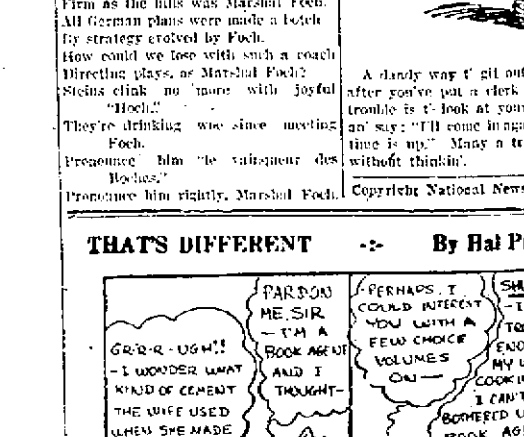 Firm as the hills was Marshal Foch.
All German plans were made a botch
By strategy evolved by Foch.
How could we lose with such a coach
Directing plays, as Marshal Foch?
Steins clink no more with joyful
"Hoch."
They're drinking woe since meeting
Foch.
Pronounce him "le vainqueur des
Boches."
Pronounce him rightly, Marshal Foch.
A dandy way t' git out
after you've put a clerk
trouble is t' look at your
an' say: "I'll come in aga
time is up." Many a tr
without thinkin'.
Copyright National News
THAT'S DIFFERENT -:- By Hal P
GR-R-R-UGH!!
- I WONDER WHAT
KIND OF CEMENT
THE WIFE USED
WHEN SHE MADE
PARDON
ME, SIR
- I'M A
BOOK AGENT
AND I
THOUGHT-
- PERHAPS, I
COULD INTEREST
YOU WITH A
FEW CHOICE
VOLUMES
ON -
SH
- I
ENO
MY
COOKI
I CAN'T
BOTHERED
BOOK AG